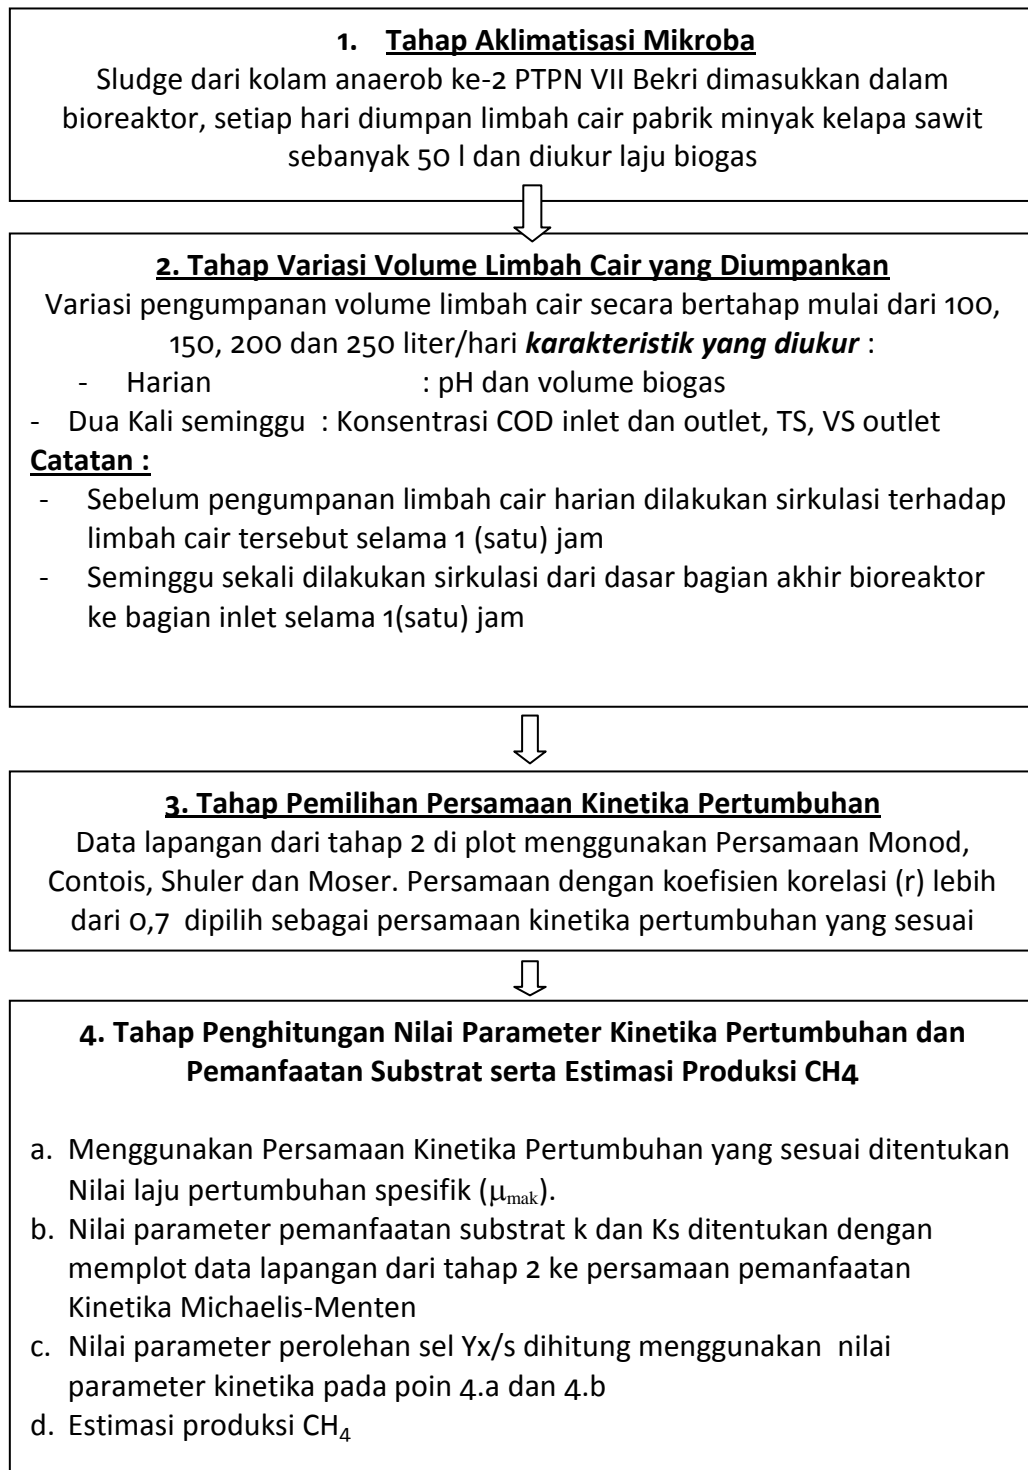 1. Tahap Aklimatisasi Mikroba
Sludge dari kolam anaerob ke-2 PTPN VII Bekri dimasukkan dalam
bioreaktor, setiap hari diumpan limbah cair pabrik minyak kelapa sawit
sebanyak 50 l dan diukur laju biogas
2. Tahap Variasi Volume Limbah Cair yang Diumpankan
Variasi pengumpanan volume limbah cair secara bertahap mulai dari 100,
150, 200 dan 250 liter/hari karakteristik yang diukur :
- Harian : pH dan volume biogas
- Dua Kali seminggu : Konsentrasi COD inlet dan outlet, TS, VS outlet
Catatan :
- Sebelum pengumpanan limbah cair harian dilakukan sirkulasi terhadap
limbah cair tersebut selama 1 (satu) jam
- Seminggu sekali dilakukan sirkulasi dari dasar bagian akhir bioreaktor
ke bagian inlet selama 1(satu) jam
3. Tahap Pemilihan Persamaan Kinetika Pertumbuhan
Data lapangan dari tahap 2 di plot menggunakan Persamaan Monod,
Contois, Shuler dan Moser. Persamaan dengan koefisien korelasi (r) lebih
dari 0,7 dipilih sebagai persamaan kinetika pertumbuhan yang sesuai
4. Tahap Penghitungan Nilai Parameter Kinetika Pertumbuhan dan
Pemanfaatan Substrat serta Estimasi Produksi CH4
a. Menggunakan Persamaan Kinetika Pertumbuhan yang sesuai ditentukan
Nilai laju pertumbuhan spesifik (μmak).
b. Nilai parameter pemanfaatan substrat k dan Ks ditentukan dengan
memplot data lapangan dari tahap 2 ke persamaan pemanfaatan
Kinetika Michaelis-Menten
c. Nilai parameter perolehan sel Yx/s dihitung menggunakan nilai
parameter kinetika pada poin 4.a dan 4.b
d. Estimasi produksi CH₄